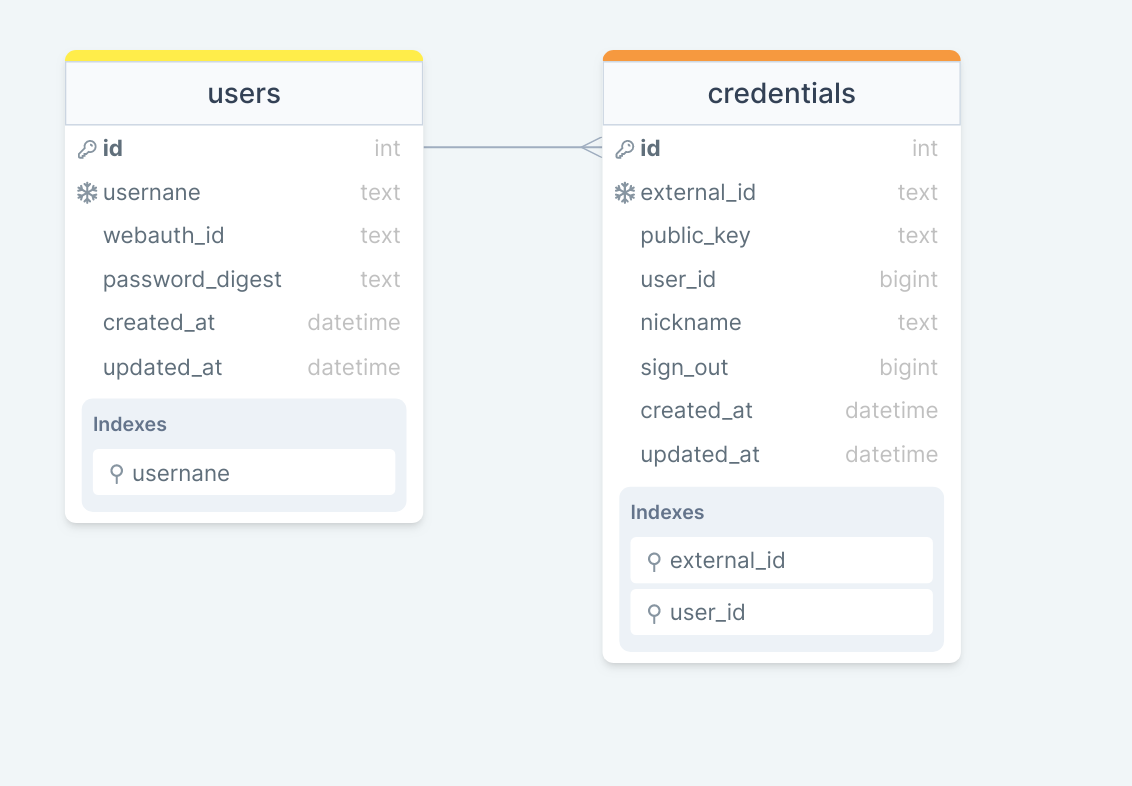 users
id int
usernane text
webauth_id text
password_digest text
created_at datetime
updated_at datetime
Indexes
usernane
credentials
id int
external_id text
public_key text
user_id bigint
nickname text
sign_out bigint
created_at datetime
updated_at datetime
Indexes
external_id
user_id